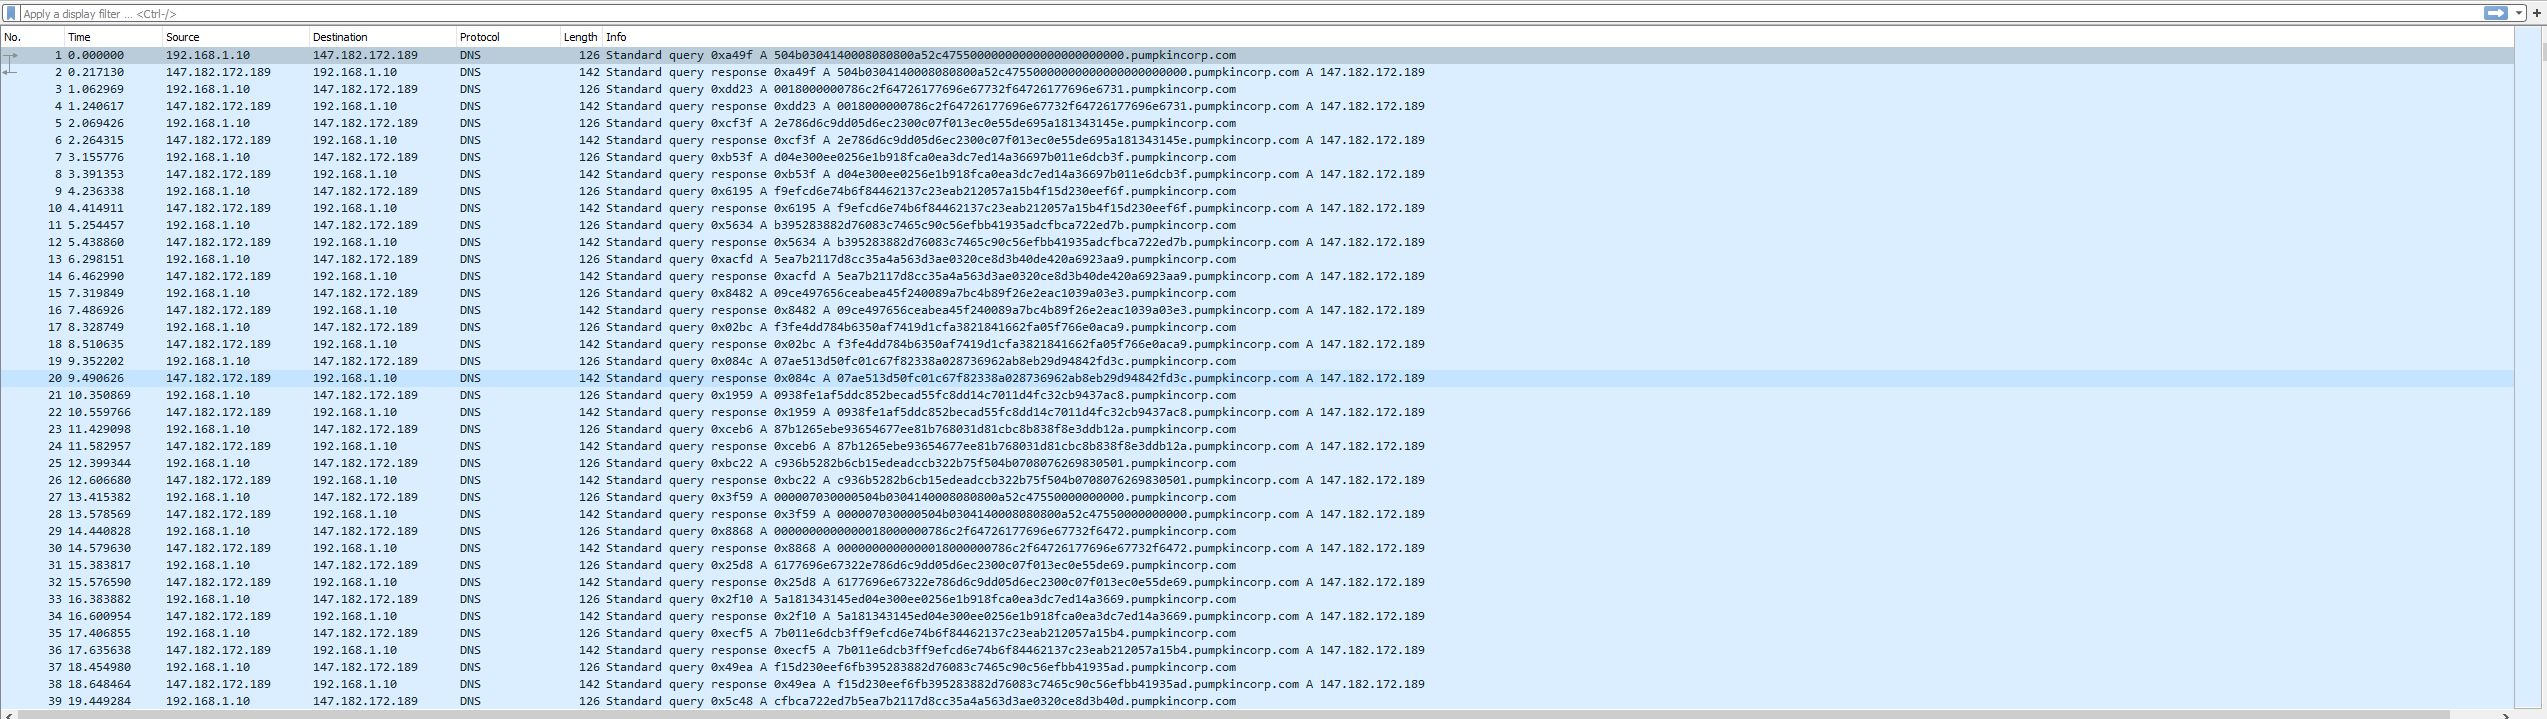 Apply a display filter ... <Ctrl-/>
No. Time Source Destination Protocol Length Info
1 0.000000 192.168.1.10 147.182.172.189 DNS 126 Standard query 0xa49f A 504b0304140008080800a52c47550000000000000000000000.pumpkincorp.com
2 0.217130 147.182.172.189 192.168.1.10 DNS 142 Standard query response 0xa49f A 504b0304140008080800a52c47550000000000000000000000.pumpkincorp.com A 147.182.172.189
3 1.062969 192.168.1.10 147.182.172.189 DNS 126 Standard query 0xdd23 A 0018000000786c2f64726177696e67732f64726177696e6731.pumpkincorp.com
4 1.240617 147.182.172.189 192.168.1.10 DNS 142 Standard query response 0xdd23 A 0018000000786c2f64726177696e67732f64726177696e6731.pumpkincorp.com A 147.182.172.189
5 2.069426 192.168.1.10 147.182.172.189 DNS 126 Standard query 0xcf3f A 2e786d6c9dd05d6ec2300c07f013ec0e55de695a181343145e.pumpkincorp.com
6 2.264315 147.182.172.189 192.168.1.10 DNS 142 Standard query response 0xcf3f A 2e786d6c9dd05d6ec2300c07f013ec0e55de695a181343145e.pumpkincorp.com A 147.182.172.189
7 3.155776 192.168.1.10 147.182.172.189 DNS 126 Standard query 0xb53f A d04e300ee0256e1b918fca0ea3dc7ed14a36697b011e6dcb3f.pumpkincorp.com
8 3.391353 147.182.172.189 192.168.1.10 DNS 142 Standard query response 0xb53f A d04e300ee0256e1b918fca0ea3dc7ed14a36697b011e6dcb3f.pumpkincorp.com A 147.182.172.189
9 4.236338 192.168.1.10 147.182.172.189 DNS 126 Standard query 0x6195 A f9efcd6e74b6f84462137c23eab212057a15b4f15d230eef6f.pumpkincorp.com
10 4.414911 147.182.172.189 192.168.1.10 DNS 142 Standard query response 0x6195 A f9efcd6e74b6f84462137c23eab212057a15b4f15d230eef6f.pumpkincorp.com A 147.182.172.189
11 5.254457 192.168.1.10 147.182.172.189 DNS 126 Standard query 0x5634 A b395283882d76083c7465c90c56efbb41935adcfbca722ed7b.pumpkincorp.com
12 5.438860 147.182.172.189 192.168.1.10 DNS 142 Standard query response 0x5634 A b395283882d76083c7465c90c56efbb41935adcfbca722ed7b.pumpkincorp.com A 147.182.172.189
13 6.298151 192.168.1.10 147.182.172.189 DNS 126 Standard query 0xacfd A 5ea7b2117d8cc35a4a563d3ae0320ce8d3b40de420a6923aa9.pumpkincorp.com
14 6.462990 147.182.172.189 192.168.1.10 DNS 142 Standard query response 0xacfd A 5ea7b2117d8cc35a4a563d3ae0320ce8d3b40de420a6923aa9.pumpkincorp.com A 147.182.172.189
15 7.319849 192.168.1.10 147.182.172.189 DNS 126 Standard query 0x8482 A 09ce497656ceabea45f240089a7bc4b89f26e2eac1039a03e3.pumpkincorp.com
16 7.486926 147.182.172.189 192.168.1.10 DNS 142 Standard query response 0x8482 A 09ce497656ceabea45f240089a7bc4b89f26e2eac1039a03e3.pumpkincorp.com A 147.182.172.189
17 8.328749 192.168.1.10 147.182.172.189 DNS 126 Standard query 0x02bc A f3fe4dd784b6350af7419d1cfa3821841662fa05f766e0aca9.pumpkincorp.com
18 8.510635 147.182.172.189 192.168.1.10 DNS 142 Standard query response 0x02bc A f3fe4dd784b6350af7419d1cfa3821841662fa05f766e0aca9.pumpkincorp.com A 147.182.172.189
19 9.352202 192.168.1.10 147.182.172.189 DNS 126 Standard query 0x084c A 07ae513d50fc01c67f82338a028736962ab8eb29d94842fd3c.pumpkincorp.com
20 9.490626 147.182.172.189 192.168.1.10 DNS 142 Standard query response 0x084c A 07ae513d50fc01c67f82338a028736962ab8eb29d94842fd3c.pumpkincorp.com A 147.182.172.189
21 10.350869 192.168.1.10 147.182.172.189 DNS 126 Standard query 0x1959 A 0938fe1af5ddc852becad55fc8dd14c7011d4fc32cb9437ac8.pumpkincorp.com
22 10.559766 147.182.172.189 192.168.1.10 DNS 142 Standard query response 0x1959 A 0938fe1af5ddc852becad55fc8dd14c7011d4fc32cb9437ac8.pumpkincorp.com A 147.182.172.189
23 11.429098 192.168.1.10 147.182.172.189 DNS 126 Standard query 0xceb6 A 87b1265ebe93654677ee81b768031d81cbc8b838f8e3ddb12a.pumpkincorp.com
24 11.582957 147.182.172.189 192.168.1.10 DNS 142 Standard query response 0xceb6 A 87b1265ebe93654677ee81b768031d81cbc8b838f8e3ddb12a.pumpkincorp.com A 147.182.172.189
25 12.399344 192.168.1.10 147.182.172.189 DNS 126 Standard query 0xbc22 A c936b5282b6cb15edeadccb322b75f504b0708076269830501.pumpkincorp.com
26 12.606680 147.182.172.189 192.168.1.10 DNS 142 Standard query response 0xbc22 A c936b5282b6cb15edeadccb322b75f504b0708076269830501.pumpkincorp.com A 147.182.172.189
27 13.415382 192.168.1.10 147.182.172.189 DNS 126 Standard query 0x3f59 A 000007030000504b0304140008080800a52c47550000000000.pumpkincorp.com
28 13.578569 147.182.172.189 192.168.1.10 DNS 142 Standard query response 0x3f59 A 000007030000504b0304140008080800a52c47550000000000.pumpkincorp.com A 147.182.172.189
29 14.440828 192.168.1.10 147.182.172.189 DNS 126 Standard query 0x8868 A 0000000000000018000000786c2f64726177696e67732f6472.pumpkincorp.com
30 14.579630 147.182.172.189 192.168.1.10 DNS 142 Standard query response 0x8868 A 0000000000000018000000786c2f64726177696e67732f6472.pumpkincorp.com A 147.182.172.189
31 15.383817 192.168.1.10 147.182.172.189 DNS 126 Standard query 0x25d8 A 6177696e67322e786d6c9dd05d6ec2300c07f013ec0e55de69.pumpkincorp.com
32 15.576590 147.182.172.189 192.168.1.10 DNS 142 Standard query response 0x25d8 A 6177696e67322e786d6c9dd05d6ec2300c07f013ec0e55de69.pumpkincorp.com A 147.182.172.189
33 16.383882 192.168.1.10 147.182.172.189 DNS 126 Standard query 0x2f10 A 5a181343145ed04e300ee0256e1b918fca0ea3dc7ed14a3669.pumpkincorp.com
34 16.600954 147.182.172.189 192.168.1.10 DNS 142 Standard query response 0x2f10 A 5a181343145ed04e300ee0256e1b918fca0ea3dc7ed14a3669.pumpkincorp.com A 147.182.172.189
35 17.406855 192.168.1.10 147.182.172.189 DNS 126 Standard query 0xecf5 A 7b011e6dcb3ff9efcd6e74b6f84462137c23eab212057a15b4.pumpkincorp.com
36 17.635638 147.182.172.189 192.168.1.10 DNS 142 Standard query response 0xecf5 A 7b011e6dcb3ff9efcd6e74b6f84462137c23eab212057a15b4.pumpkincorp.com A 147.182.172.189
37 18.454980 192.168.1.10 147.182.172.189 DNS 126 Standard query 0x49ea A f15d230eef6fb395283882d76083c7465c90c56efbb41935ad.pumpkincorp.com
38 18.648464 147.182.172.189 192.168.1.10 DNS 142 Standard query response 0x49ea A f15d230eef6fb395283882d76083c7465c90c56efbb41935ad.pumpkincorp.com A 147.182.172.189
39 19.449284 192.168.1.10 147.182.172.189 DNS 126 Standard query 0x5c48 A cfbca722ed7b5ea7b2117d8cc35a4a563d3ae0320ce8d3b40d.pumpkincorp.com